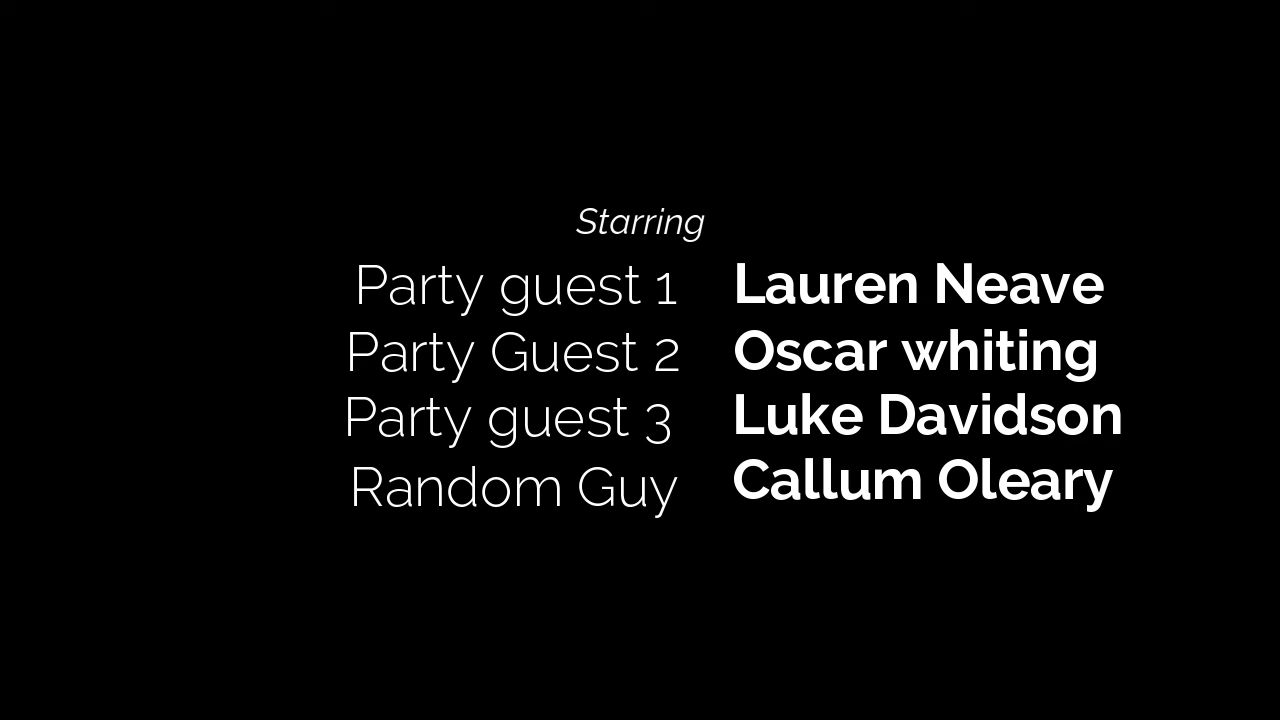 Starring
Party guest 1 Lauren Neave
Party Guest 2 Oscar whiting
Party guest 3 Luke Davidson
Random Guy Callum Oleary